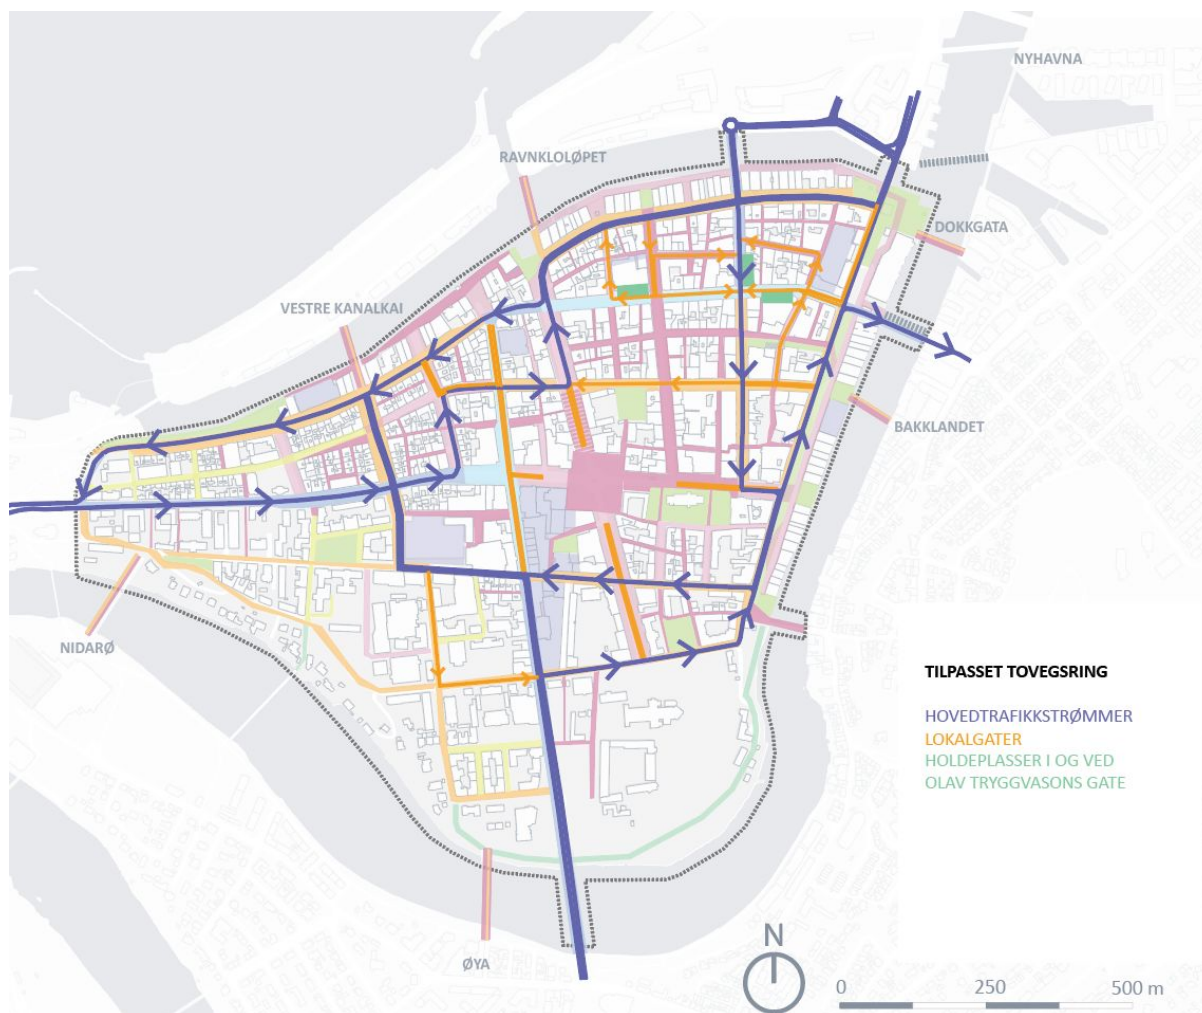 NYHAVNA
RAVNKLOLØPET
DOKKGATA
VESTRE KANALKAI
BAKKLANDET
NIDARØ
TILPASSET TOVEGSRING
HOVEDTRAFIKKSTRØMMER
LOKALGATER
HOLDEPLASSER I OG VED
OLAV TRYGGVASONS GATE
ØYA
N
0 250 500 m